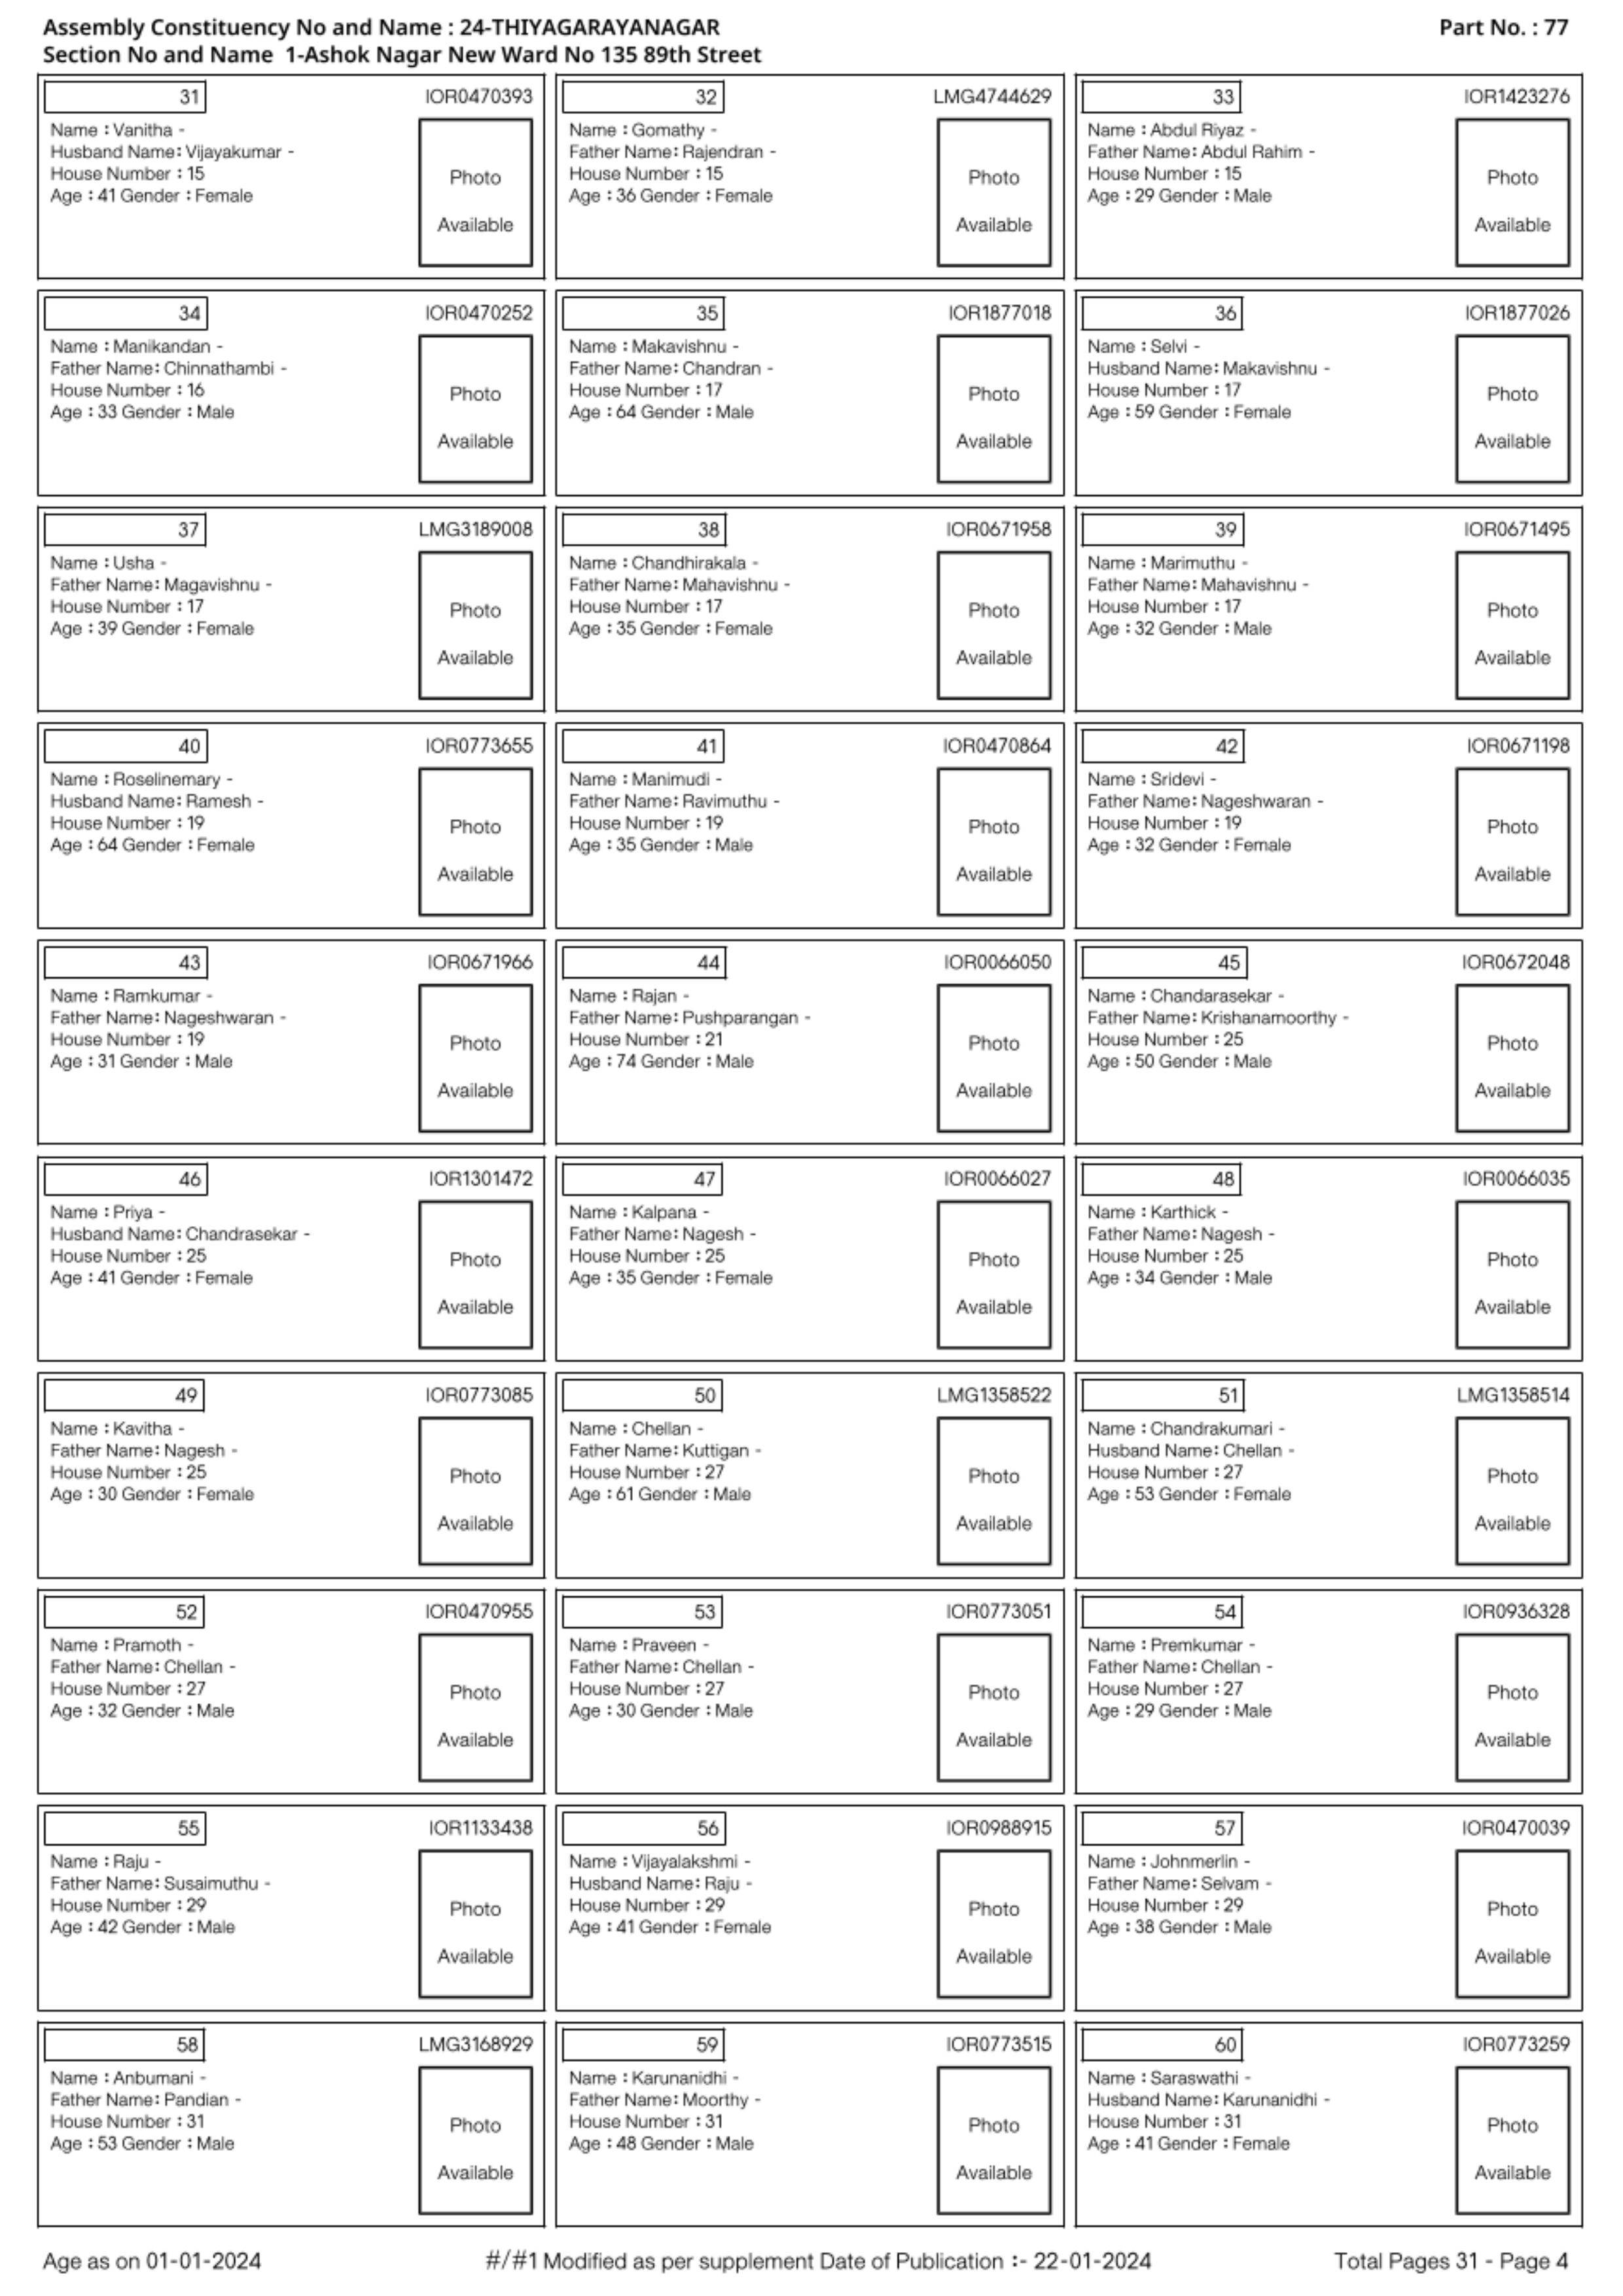 Assembly Constituency No and Name : 24-THIYAGARAYANAGAR
Part No. : 77
Section No and Name 1-Ashok Nagar New Ward No 135 89th Street
31
IOR0470393
Name : Vanitha -
Husband Name: Vijayakumar -
House Number : 15
Age : 41 Gender : Female
Photo
Available
32
LMG4744629
Name : Gomathy -
Father Name: Rajendran -
House Number : 15
Age : 36 Gender : Female
Photo
Available
33
IOR1423276
Name : Abdul Riyaz -
Father Name: Abdul Rahim -
House Number : 15
Age : 29 Gender : Male
Photo
Available
34
IOR0470252
Name : Manikandan -
Father Name: Chinnathambi -
House Number : 16
Age : 33 Gender : Male
Photo
Available
35
IOR1877018
Name : Makavishnu -
Father Name: Chandran -
House Number : 17
Age : 64 Gender : Male
Photo
Available
36
IOR1877026
Name : Selvi -
Husband Name: Makavishnu -
House Number : 17
Age : 59 Gender : Female
Photo
Available
37
LMG3189008
Name : Usha -
Father Name: Magavishnu -
House Number : 17
Age : 39 Gender : Female
Photo
Available
38
IOR0671958
Name : Chandhirakala -
Father Name: Mahavishnu -
House Number : 17
Age : 35 Gender : Female
Photo
Available
39
IOR0671495
Name : Marimuthu -
Father Name: Mahavishnu -
House Number : 17
Age : 32 Gender : Male
Photo
Available
40
IOR0773655
Name : Roselinemary -
Husband Name: Ramesh -
House Number : 19
Age : 64 Gender : Female
Photo
Available
41
IOR0470864
Name : Manimudi -
Father Name: Ravimuthu -
House Number : 19
Age : 35 Gender : Male
Photo
Available
42
IOR0671198
Name : Sridevi -
Father Name: Nageshwaran -
House Number : 19
Age : 32 Gender : Female
Photo
Available
43
IOR0671966
Name : Ramkumar -
Father Name: Nageshwaran -
House Number : 19
Age : 31 Gender : Male
Photo
Available
44
IOR0066050
Name : Rajan -
Father Name: Pushparangan -
House Number : 21
Age : 74 Gender : Male
Photo
Available
45
IOR0672048
Name : Chandarasekar -
Father Name: Krishanamoorthy -
House Number : 25
Age : 50 Gender : Male
Photo
Available
46
IOR1301472
Name : Priya -
Husband Name: Chandrasekar -
House Number : 25
Age : 41 Gender : Female
Photo
Available
47
IOR0066027
Name : Kalpana -
Father Name: Nagesh -
House Number : 25
Age : 35 Gender : Female
Photo
Available
48
IOR0066035
Name : Karthick -
Father Name: Nagesh -
House Number : 25
Age : 34 Gender : Male
Photo
Available
49
IOR0773085
Name : Kavitha -
Father Name: Nagesh -
House Number : 25
Age : 30 Gender : Female
Photo
Available
50
LMG1358522
Name : Chellan -
Father Name: Kuttigan -
House Number : 27
Age : 61 Gender : Male
Photo
Available
51
LMG1358514
Name : Chandrakumari -
Husband Name: Chellan -
House Number : 27
Age : 53 Gender : Female
Photo
Available
52
IOR0470955
Name : Pramoth -
Father Name: Chellan -
House Number : 27
Age : 32 Gender : Male
Photo
Available
53
IOR0773051
Name : Praveen -
Father Name: Chellan -
House Number : 27
Age : 30 Gender : Male
Photo
Available
54
IOR0936328
Name : Premkumar -
Father Name: Chellan -
House Number : 27
Age : 29 Gender : Male
Photo
Available
55
IOR1133438
Name : Raju -
Father Name: Susaimuthu -
House Number : 29
Age : 42 Gender : Male
Photo
Available
56
IOR0988915
Name : Vijayalakshmi -
Husband Name: Raju -
House Number : 29
Age : 41 Gender : Female
Photo
Available
57
IOR0470039
Name : Johnmerlin -
Father Name: Selvam -
House Number : 29
Age : 38 Gender : Male
Photo
Available
58
LMG3168929
Name : Anbumani -
Father Name: Pandian -
House Number : 31
Age : 53 Gender : Male
Photo
Available
59
IOR0773515
Name : Karunanidhi -
Father Name: Moorthy -
House Number : 31
Age : 48 Gender : Male
Photo
Available
60
IOR0773259
Name : Saraswathi -
Husband Name: Karunanidhi -
House Number : 31
Age : 41 Gender : Female
Photo
Available
Age as on 01-01-2024
#/#1 Modified as per supplement Date of Publication :- 22-01-2024
Total Pages 31 - Page 4